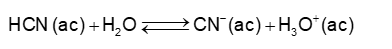 HCN (ac) + H₂O ⇌ CN⁻ (ac) + H₃O⁺ (ac)